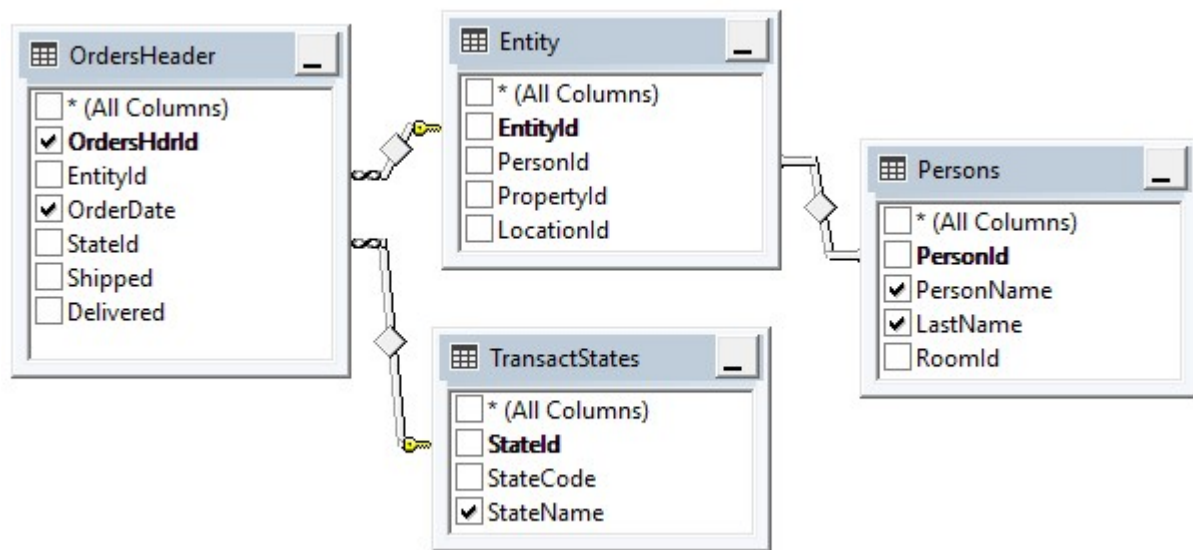 OrdersHeader
* (All Columns)
OrdersHdrId
EntityId
OrderDate
StateId
Shipped
Delivered
Entity
* (All Columns)
EntityId
PersonId
PropertyId
LocationId
Persons
* (All Columns)
PersonId
PersonName
LastName
RoomId
TransactStates
* (All Columns)
StateId
StateCode
StateName